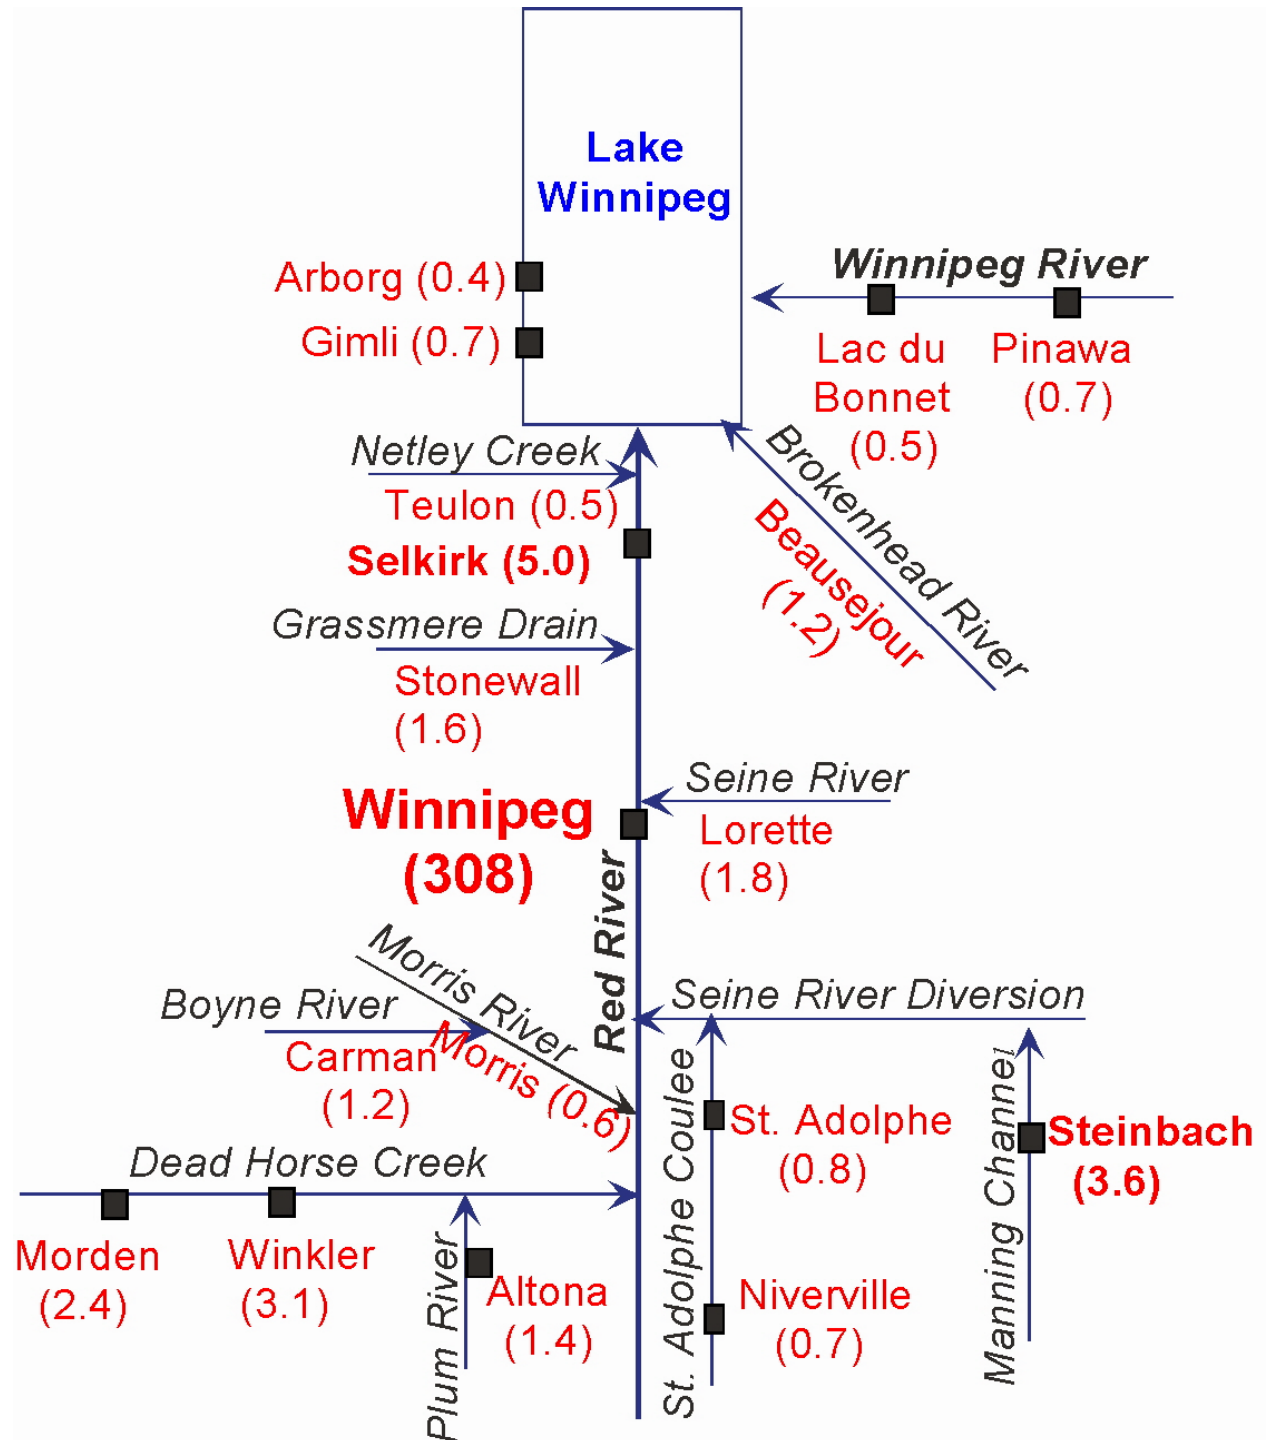 Lake
Winnipeg
Winnipeg River
Arborg (0.4)
Gimli (0.7)
Lac du
Bonnet
(0.5)
Pinawa
(0.7)
Netley Creek
Teulon (0.5)
Selkirk (5.0)
Brokenhead River
Beausejour
(1.2)
Grassmere Drain
Stonewall
(1.6)
Seine River
Lorette
(1.8)
Winnipeg
(308)
Red River
Morris River
Morris (0.6)
Boyne River
Carman
(1.2)
Seine River Diversion
St. Adolphe Coulee
St. Adolphe
(0.8)
Manning Channel
Steinbach
(3.6)
Dead Horse Creek
Morden
(2.4)
Winkler
(3.1)
Plum River
Altona
(1.4)
Niverville
(0.7)